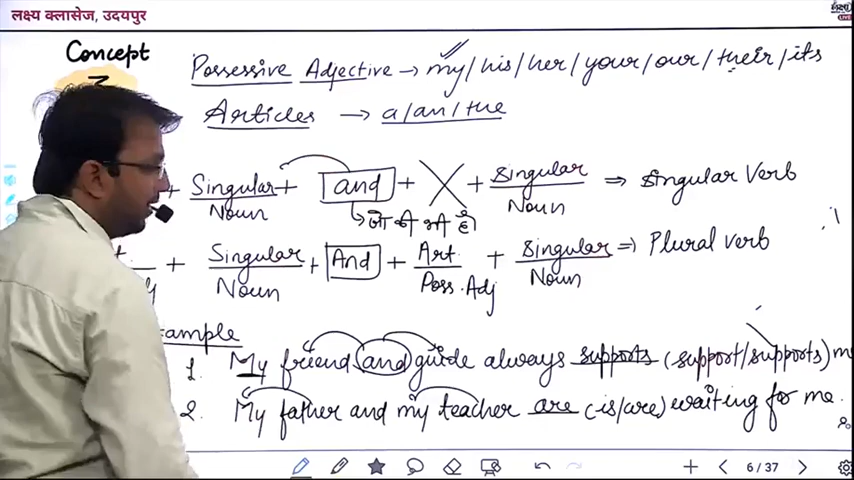 लक्ष्य क्लासेज, उदयपुर
LIVE
Concept
Possessive Adjective → my/his/her/your/our/their/its
Articles → a/an/the
+ Singular Noun + and + X + Singular Noun ⇒ Singular Verb
जो की भी हो
+ Singular Noun + And + Art. Poss. Adj + Singular Noun ⇒ Plural verb
1. My friend and guide always supports (support/supports) me
2. My father and my teacher are (is/are) waiting for me.
6 / 37